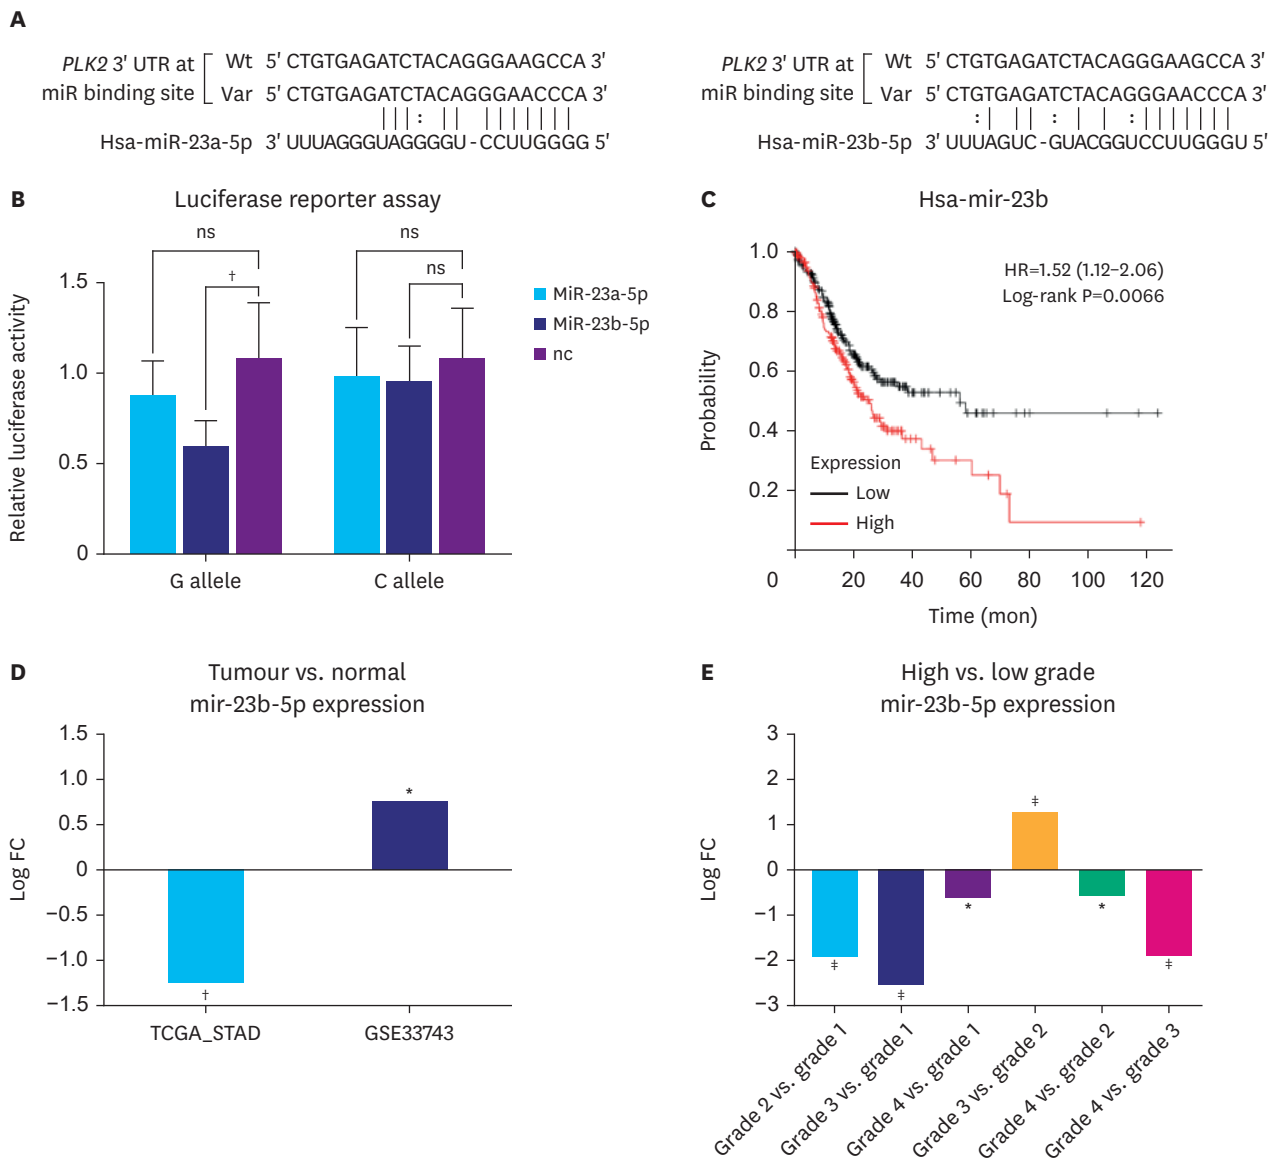 A
PLK2 3' UTR at
miR binding site
Wt 5' CTGTGAGATCTACAGGGAAGCCA 3'
Var 5' CTGTGAGATCTACAGGGAACCCA 3'
Hsa-miR-23a-5p 3' UUUAGGGUAGGGGU-CCUUGGGG 5'
PLK2 3' UTR at
miR binding site
Wt 5' CTGTGAGATCTACAGGGAAGCCA 3'
Var 5' CTGTGAGATCTACAGGGAACCCA 3'
Hsa-miR-23b-5p 3' UUUAGUC-GUACGGUCCUUGGGU 5'
B
Luciferase reporter assay
Relative luciferase activity
1.5
1.0
0.5
0
ns
†
ns
ns
G allele
C allele
MiR-23a-5p
MiR-23b-5p
nc
C
Hsa-mir-23b
HR=1.52 (1.12–2.06)
Log-rank P=0.0066
Probability
1.0
0.8
0.6
0.4
0.2
Expression
Low
High
0 20 40 60 80 100 120
Time (mon)
D
Tumour vs. normal
mir-23b-5p expression
Log FC
1.5
1.0
0.5
0
−0.5
−1.0
−1.5
†
*
TCGA_STAD
GSE33743
E
High vs. low grade
mir-23b-5p expression
Log FC
3
2
1
0
−1
−2
−3
‡
‡
*
‡
*
‡
Grade 2 vs. grade 1
Grade 3 vs. grade 1
Grade 4 vs. grade 1
Grade 3 vs. grade 2
Grade 4 vs. grade 2
Grade 4 vs. grade 3